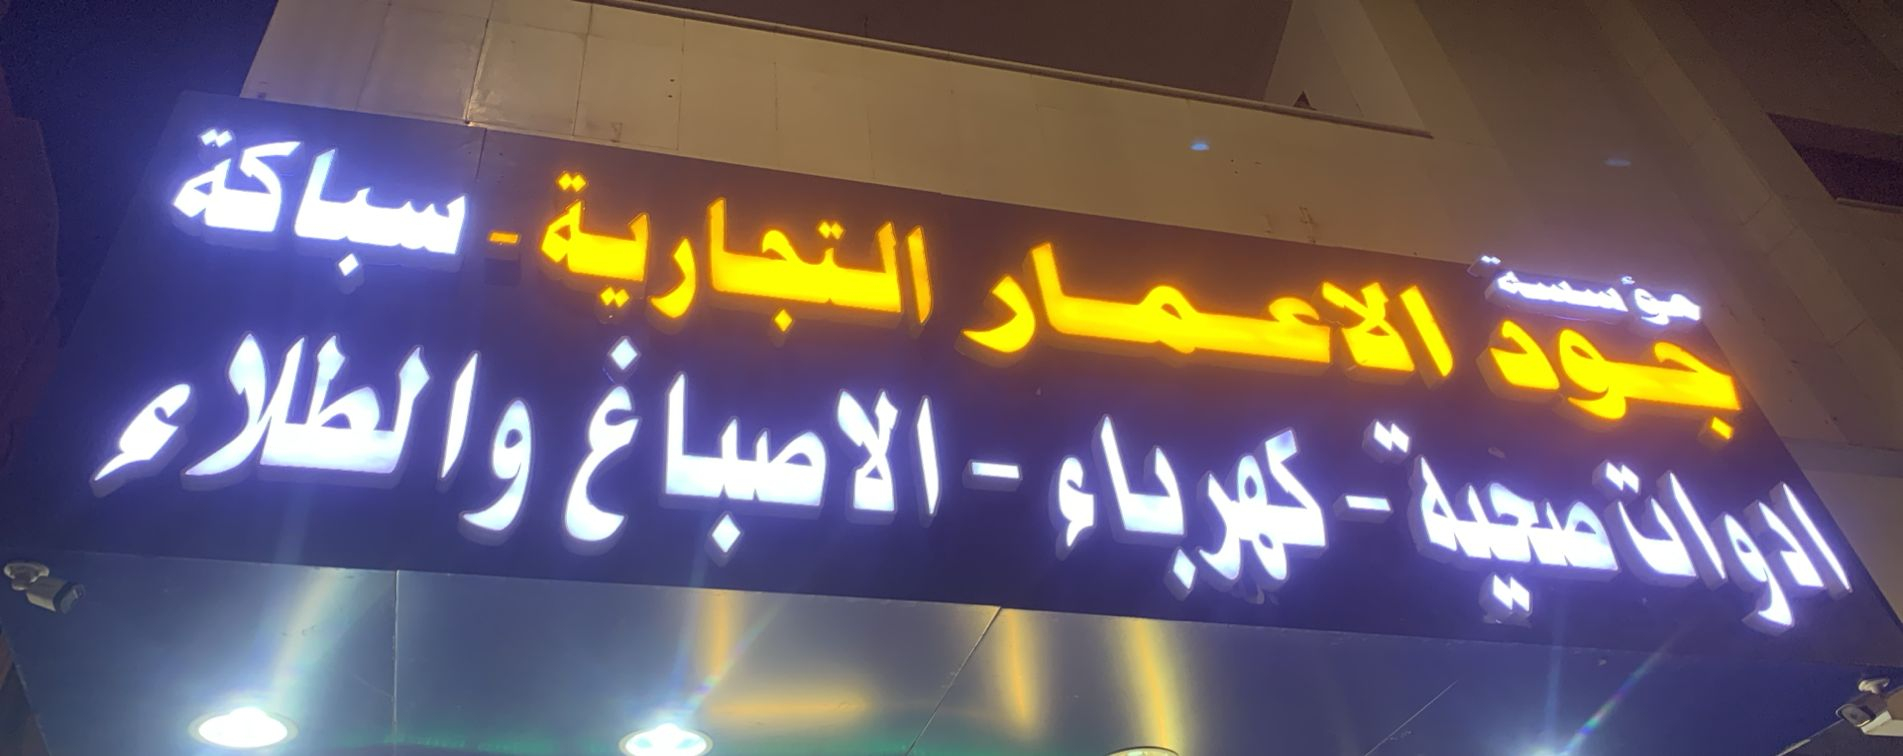 مؤسسة
جود الاعمار التجارية - سباكة
ادوات صحية - كهرباء - الاصباغ والطلاء